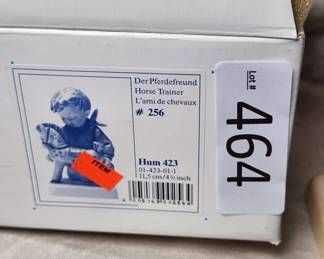 Der Pferdefreund
Horse Trainer
L'ami de chevaux
# 256
ITEM
Hum 423
01-423-01-1
11,5 cm/4½ inch
Lot #
464